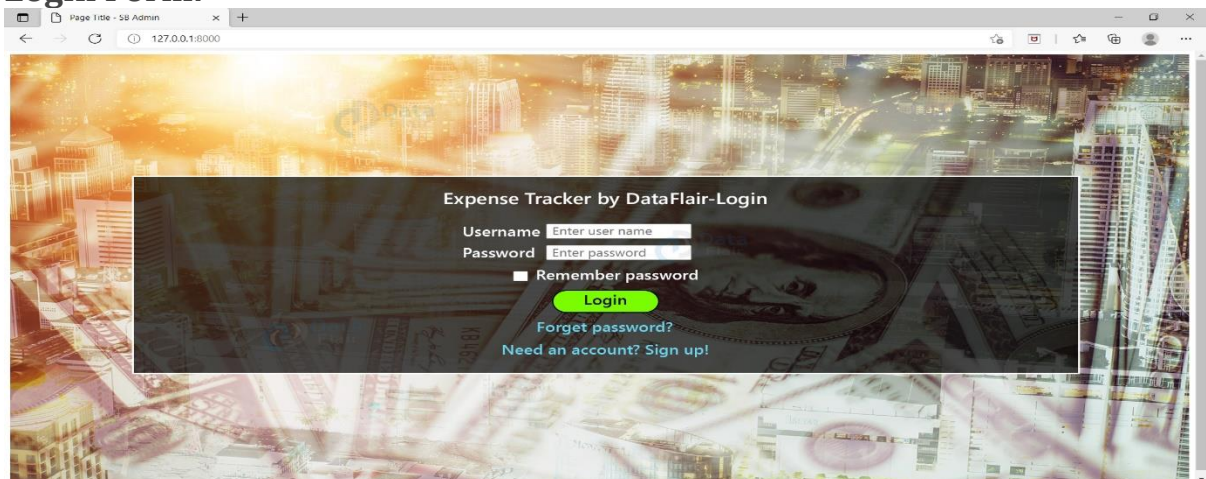 Login Form:
Page Title - SB Admin
127.0.0.1:8000
Expense Tracker by DataFlair-Login
Username Enter user name
Password Enter password
Remember password
Login
Forget password?
Need an account? Sign up!